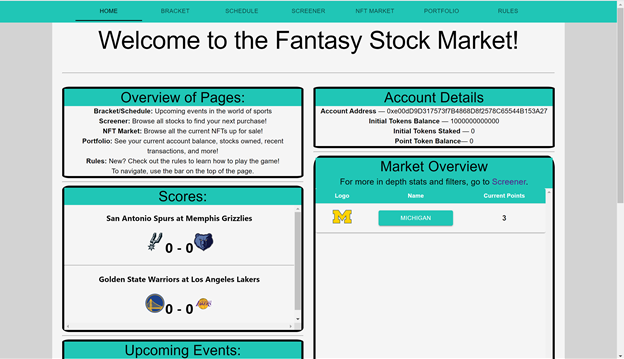 HOME BRACKET SCHEDULE SCREENER NFT MARKET PORTFOLIO RULES
Welcome to the Fantasy Stock Market!
Overview of Pages:
Bracket/Schedule: Upcoming events in the world of sports
Screener: Browse all stocks to find your next purchase!
NFT Market: Browse all the current NFTs up for sale!
Portfolio: See your current account balance, stocks owned, recent
transactions, and more!
Rules: New? Check out the rules to learn how to play the game!
To navigate, use the bar on the top of the page.
Scores:
San Antonio Spurs at Memphis Grizzlies
0 - 0
Golden State Warriors at Los Angeles Lakers
0 - 0
Upcoming Events:
Account Details
Account Address — 0xe00dD9D317573f7B4868D8f2578C65544B153A27
Initial Tokens Balance — 1000000000000
Initial Tokens Staked — 0
Point Token Balance— 0
Market Overview
For more in depth stats and filters, go to Screener.
Logo Name Current Points
M MICHIGAN 3